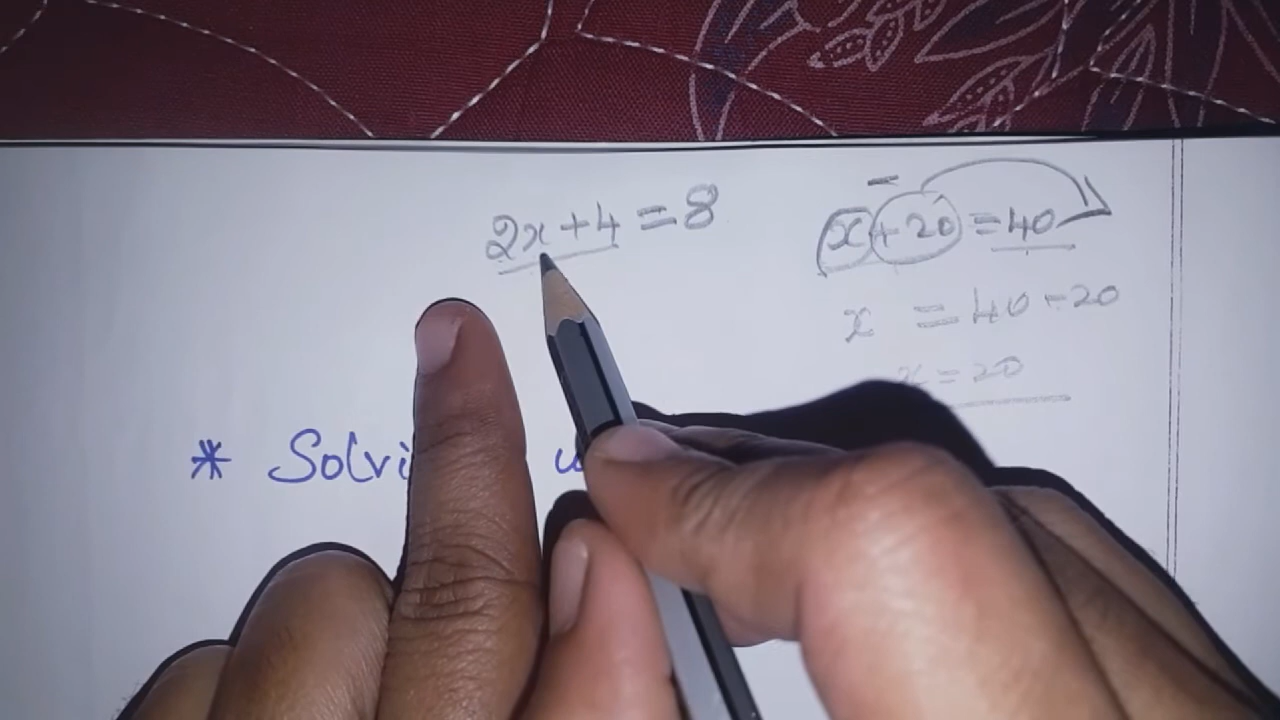 2x + 4 = 8
x + 20 = 40
x = 40 - 20
x = 20
* Solvi